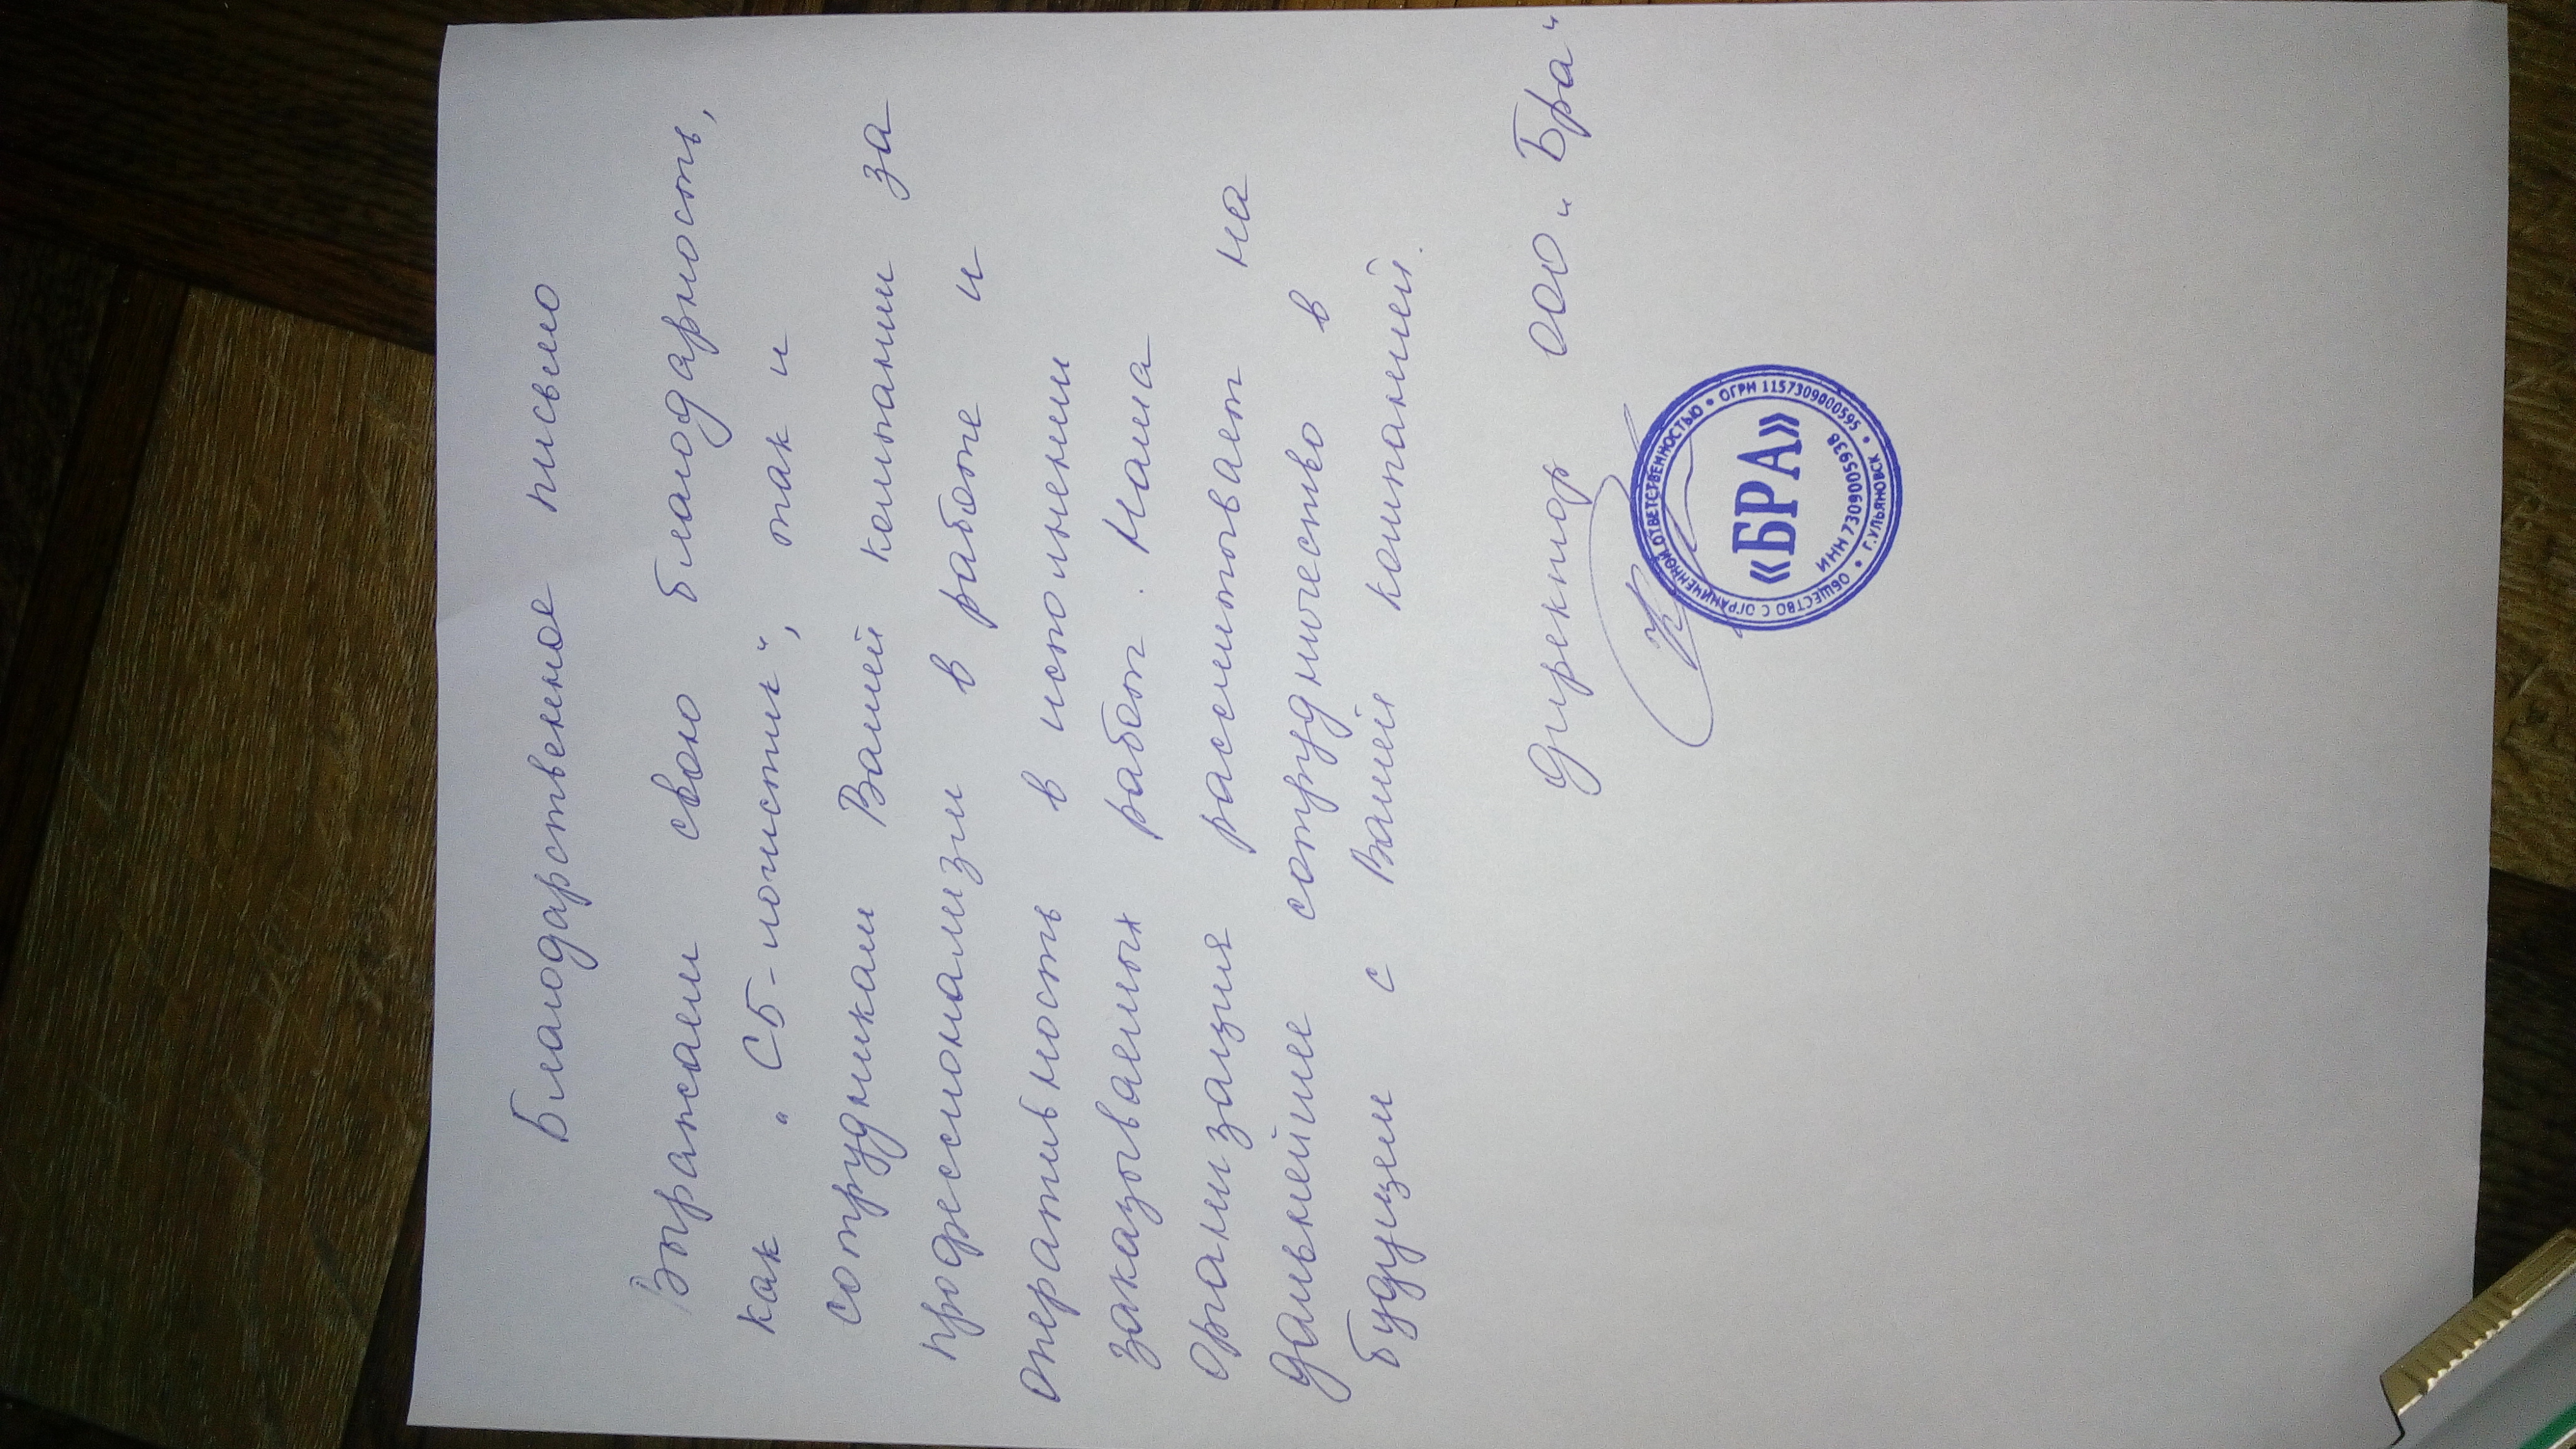 Благодарственное письмо
Выражаем свою благодарность,
как „СБ-логистик“, так и
сотрудникам Вашей компании за
профессионализм в работе и
оперативность в исполнении
заказываемых работ. Наша
организация рассчитывает на
дальнейшее сотрудничество в
будущем с Вашей компанией.
директор ООО „Бра“
ОБЩЕСТВО С ОГРАНИЧЕННОЙ ОТВЕТСТВЕННОСТЬЮ • ОГРН 1157309000595
«БРА»
ИНН 7309005938
• Г. УЛЬЯНОВСК •